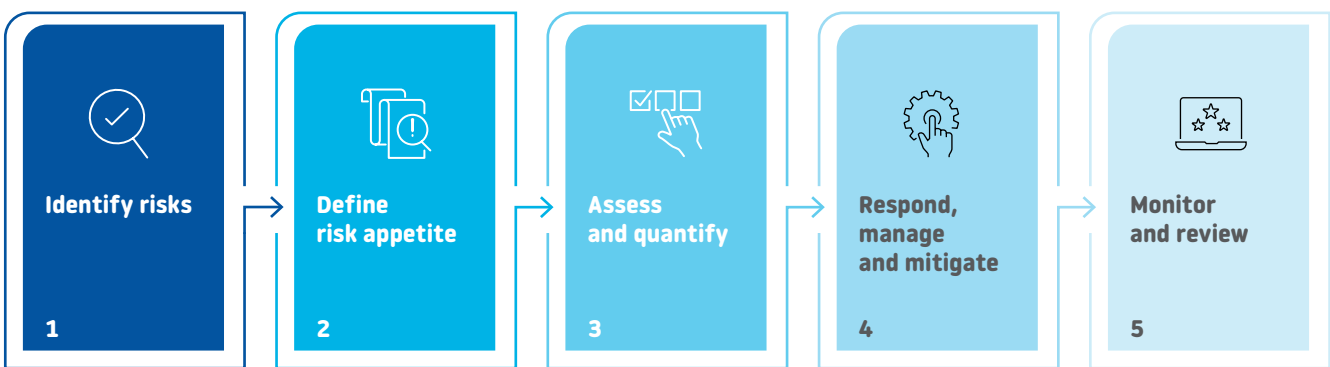 Identify risks
1
Define
risk appetite
2
Assess
and quantify
3
Respond,
manage
and mitigate
4
Monitor
and review
5